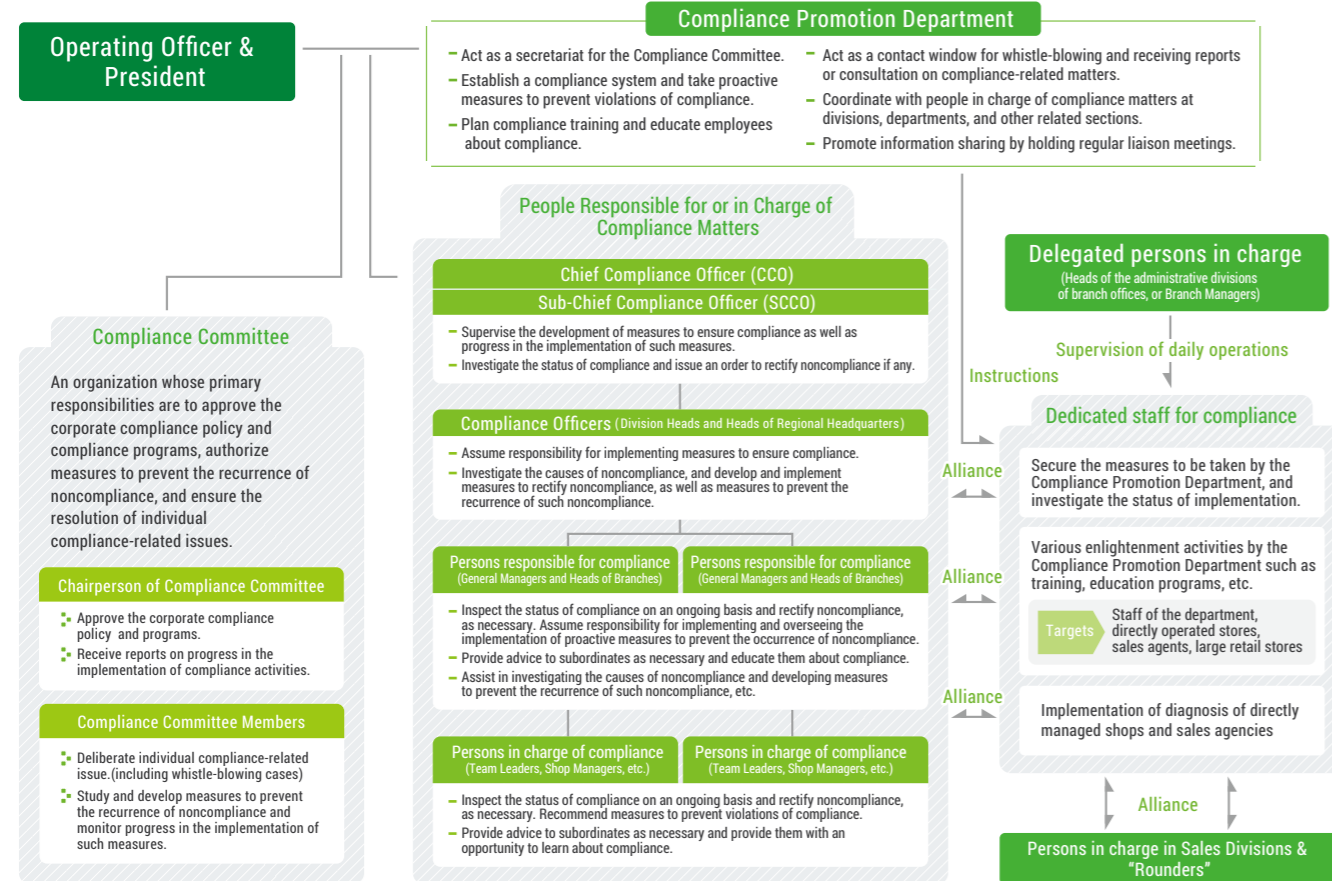 Operating Officer &
President
Compliance Promotion Department
– Act as a secretariat for the Compliance Committee.
– Establish a compliance system and take proactive
measures to prevent violations of compliance.
– Plan compliance training and educate employees
about compliance.
– Act as a contact window for whistle-blowing and receiving reports
or consultation on compliance-related matters.
– Coordinate with people in charge of compliance matters at
divisions, departments, and other related sections.
– Promote information sharing by holding regular liaison meetings.
Compliance Committee
An organization whose primary
responsibilities are to approve the
corporate compliance policy and
compliance programs, authorize
measures to prevent the recurrence of
noncompliance, and ensure the
resolution of individual
compliance-related issues.
Chairperson of Compliance Committee
Approve the corporate compliance
policy and programs.
Receive reports on progress in the
implementation of compliance activities.
Compliance Committee Members
Deliberate individual compliance-related
issue.(including whistle-blowing cases)
Study and develop measures to prevent
the recurrence of noncompliance and
monitor progress in the implementation of
such measures.
People Responsible for or in Charge of
Compliance Matters
Chief Compliance Officer (CCO)
Sub-Chief Compliance Officer (SCCO)
– Supervise the development of measures to ensure compliance as well as
progress in the implementation of such measures.
– Investigate the status of compliance and issue an order to rectify noncompliance if any.
Compliance Officers (Division Heads and Heads of Regional Headquarters)
– Assume responsibility for implementing measures to ensure compliance.
– Investigate the causes of noncompliance, and develop and implement
measures to rectify noncompliance, as well as measures to prevent the
recurrence of such noncompliance.
Persons responsible for compliance
(General Managers and Heads of Branches)
Persons responsible for compliance
(General Managers and Heads of Branches)
– Inspect the status of compliance on an ongoing basis and rectify noncompliance,
as necessary. Assume responsibility for implementing and overseeing the
implementation of proactive measures to prevent the occurrence of noncompliance.
– Provide advice to subordinates as necessary and educate them about compliance.
– Assist in investigating the causes of noncompliance and developing measures
to prevent the recurrence of such noncompliance, etc.
Persons in charge of compliance
(Team Leaders, Shop Managers, etc.)
Persons in charge of compliance
(Team Leaders, Shop Managers, etc.)
– Inspect the status of compliance on an ongoing basis and rectify noncompliance,
as necessary. Recommend measures to prevent violations of compliance.
– Provide advice to subordinates as necessary and provide them with an
opportunity to learn about compliance.
Delegated persons in charge
(Heads of the administrative divisions
of branch offices, or Branch Managers)
Supervision of daily operations
Instructions
Alliance
Alliance
Alliance
Dedicated staff for compliance
Secure the measures to be taken by the
Compliance Promotion Department, and
investigate the status of implementation.
Various enlightenment activities by the
Compliance Promotion Department such as
training, education programs, etc.
Targets
Staff of the department,
directly operated stores,
sales agents, large retail stores
Implementation of diagnosis of directly
managed shops and sales agencies
Alliance
Persons in charge in Sales Divisions &
"Rounders"